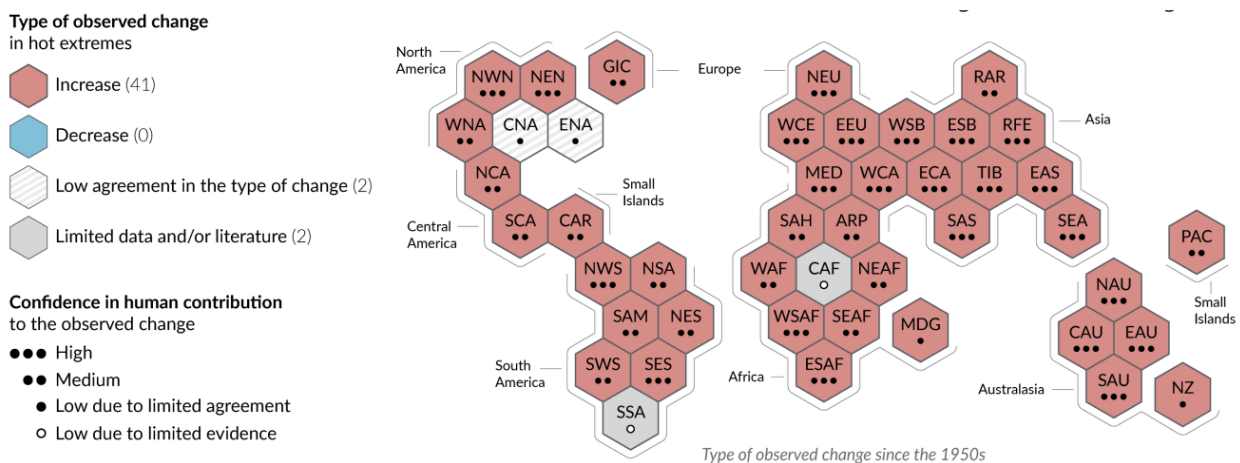 Type of observed change
in hot extremes
Increase (41)
Decrease (0)
Low agreement in the type of change (2)
Limited data and/or literature (2)
Confidence in human contribution
to the observed change
●●● High
●● Medium
● Low due to limited agreement
○ Low due to limited evidence
North
America
NWN
●●●
NEN
●●●
GIC
●●
Europe
NEU
●●●
RAR
●●
WNA
●●
CNA
●
ENA
●
WCE
●●●
EEU
●●●
WSB
●●●
ESB
●●●
RFE
●●●
Asia
NCA
●●
MED
●●●
WCA
●●●
ECA
●●●
TIB
●●●
EAS
●●●
Small
Islands
Central
America
SCA
●●
CAR
●●
SAH
●●
ARP
●●
SAS
●●●
SEA
●●●
PAC
●●
Small
Islands
NWS
●●●
NSA
●●
WAF
●●
CAF
○
NEAF
●●
NAU
●●●
SAM
●●
NES
●●
WSAF
●●●
SEAF
●●
MDG
●
CAU
●●●
EAU
●●●
South
America
SWS
●●
SES
●●●
Africa
ESAF
●●●
Australasia
SAU
●●●
NZ
●
SSA
○
Type of observed change since the 1950s